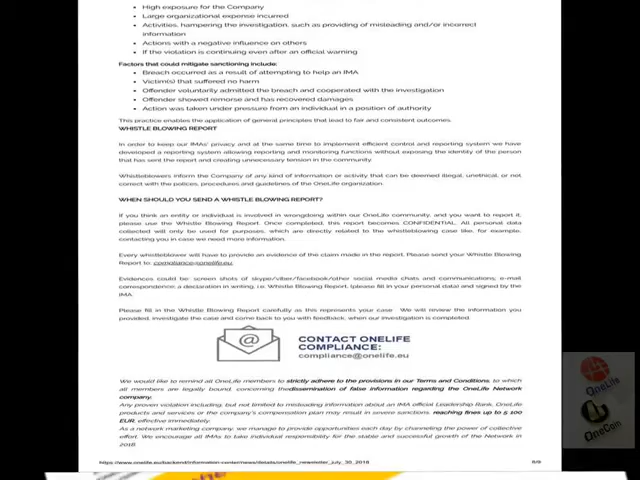 High exposure for the Company
Large organizational expense incurred
Activities, hampering the investigation, such as providing of misleading and/or incorrect
information
Actions with a negative influence on others
If the violation is continuing even after an official warning
Factors that could mitigate sanctioning include:
Breach occurred as a result of attempting to help an IMA
Victim(s) that suffered no harm
Offender voluntarily admitted the breach and cooperated with the investigation
Offender showed remorse and has recovered damages
Action was taken under pressure from an individual in a position of authority
This practice enables the application of general principles that lead to fair and consistent outcomes.
WHISTLE BLOWING REPORT
In order to keep our IMAs' privacy and at the same time to implement efficient control and reporting system we have
developed a reporting system allowing reporting and monitoring functions without exposing the identity of the person
that has sent the report and creating unnecessary tension in the community.
Whistleblowers inform the Company of any kind of information or activity that can be deemed illegal, unethical, or not
correct with the policies, procedures and guidelines of the OneLife organization.
WHEN SHOULD YOU SEND A WHISTLE BLOWING REPORT?
If you think an entity or individual is involved in wrongdoing within our OneLife community, and you want to report it,
please use the Whistle Blowing Report. Once completed, this report becomes CONFIDENTIAL. All personal data
collected will only be used for purposes, which are directly related to the whistleblowing case like, for example,
contacting you in case we need more information.
Every whistleblower will have to provide an evidence of the claim made in the report. Please send your Whistle Blowing
Report to: compliance@onelife.eu.
Evidences could be: screen shots of skype/viber/facebook/other social media chats and communications, e-mail
correspondence; a declaration in writing, i.e. Whistle Blowing Report, (please fill in your personal data) and signed by the
IMA.
Please fill in the Whistle Blowing Report carefully as this represents your case. We will review the information you
provided, investigate the case and come back to you with feedback, when our investigation is completed.
@
CONTACT ONELIFE
COMPLIANCE:
compliance@onelife.eu
We would like to remind all OneLife members to strictly adhere to the provisions in our Terms and Conditions, to which
all members are legally bound, concerning the dissemination of false information regarding the OneLife Network
company.
Any proven violation including, but not limited to misleading information about an IMA official Leadership Rank, OneLife
products and services or the company's compensation plan may result in severe sanctions, reaching fines up to 5 100
EUR, effective immediately.
As a network marketing company, we manage to provide opportunities each day by channeling the power of collective
effort. We encourage all IMAs to take individual responsibility for the stable and successful growth of the Network in
2018.
https://www.onelife.eu/backend/information-center/news/details/onelife_newsletter_july_30_2018
8/8
OneLife
OneCoin